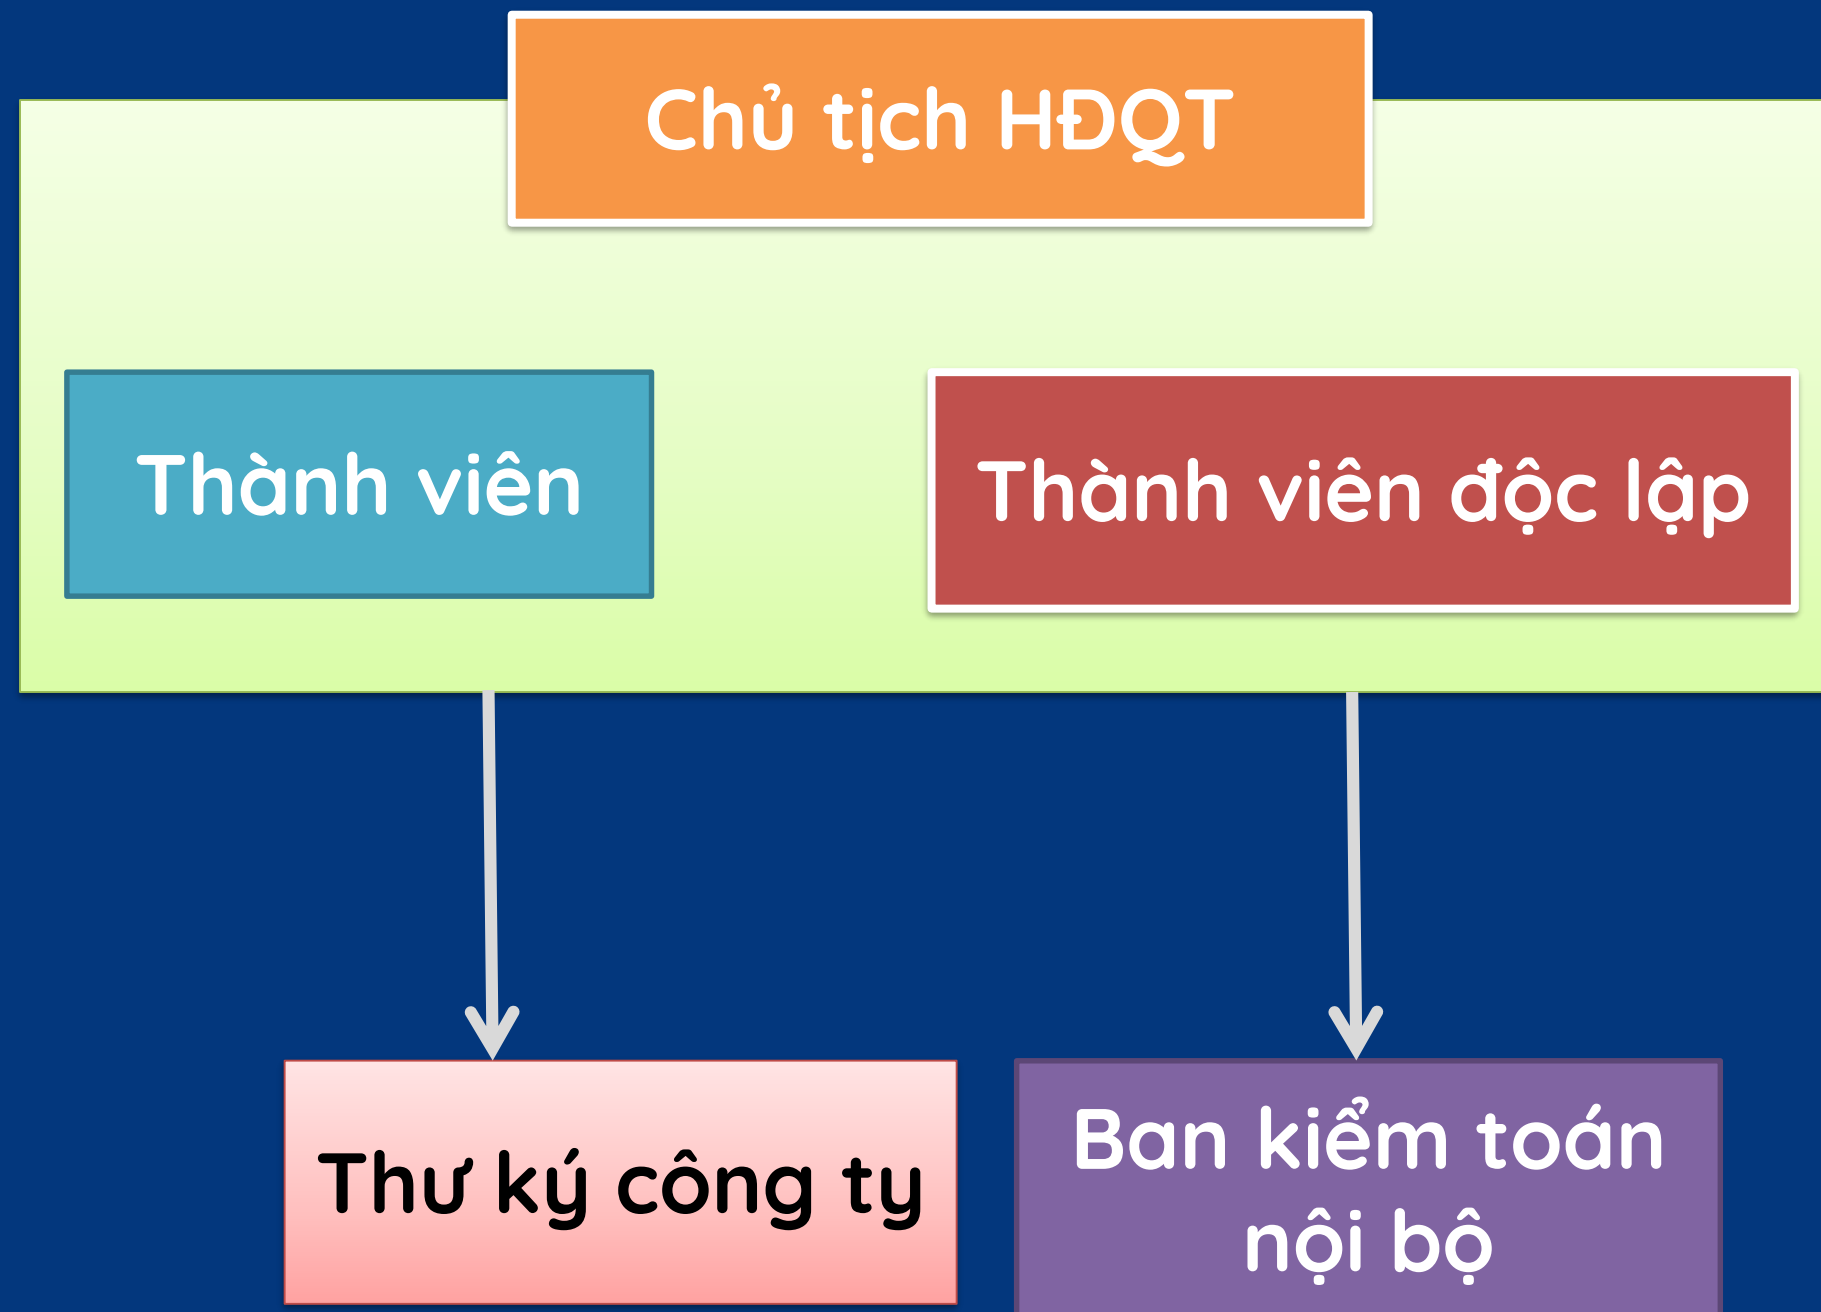 Chủ tịch HĐQT
Thành viên
Thành viên độc lập
Thư ký công ty
Ban kiểm toán
nội bộ